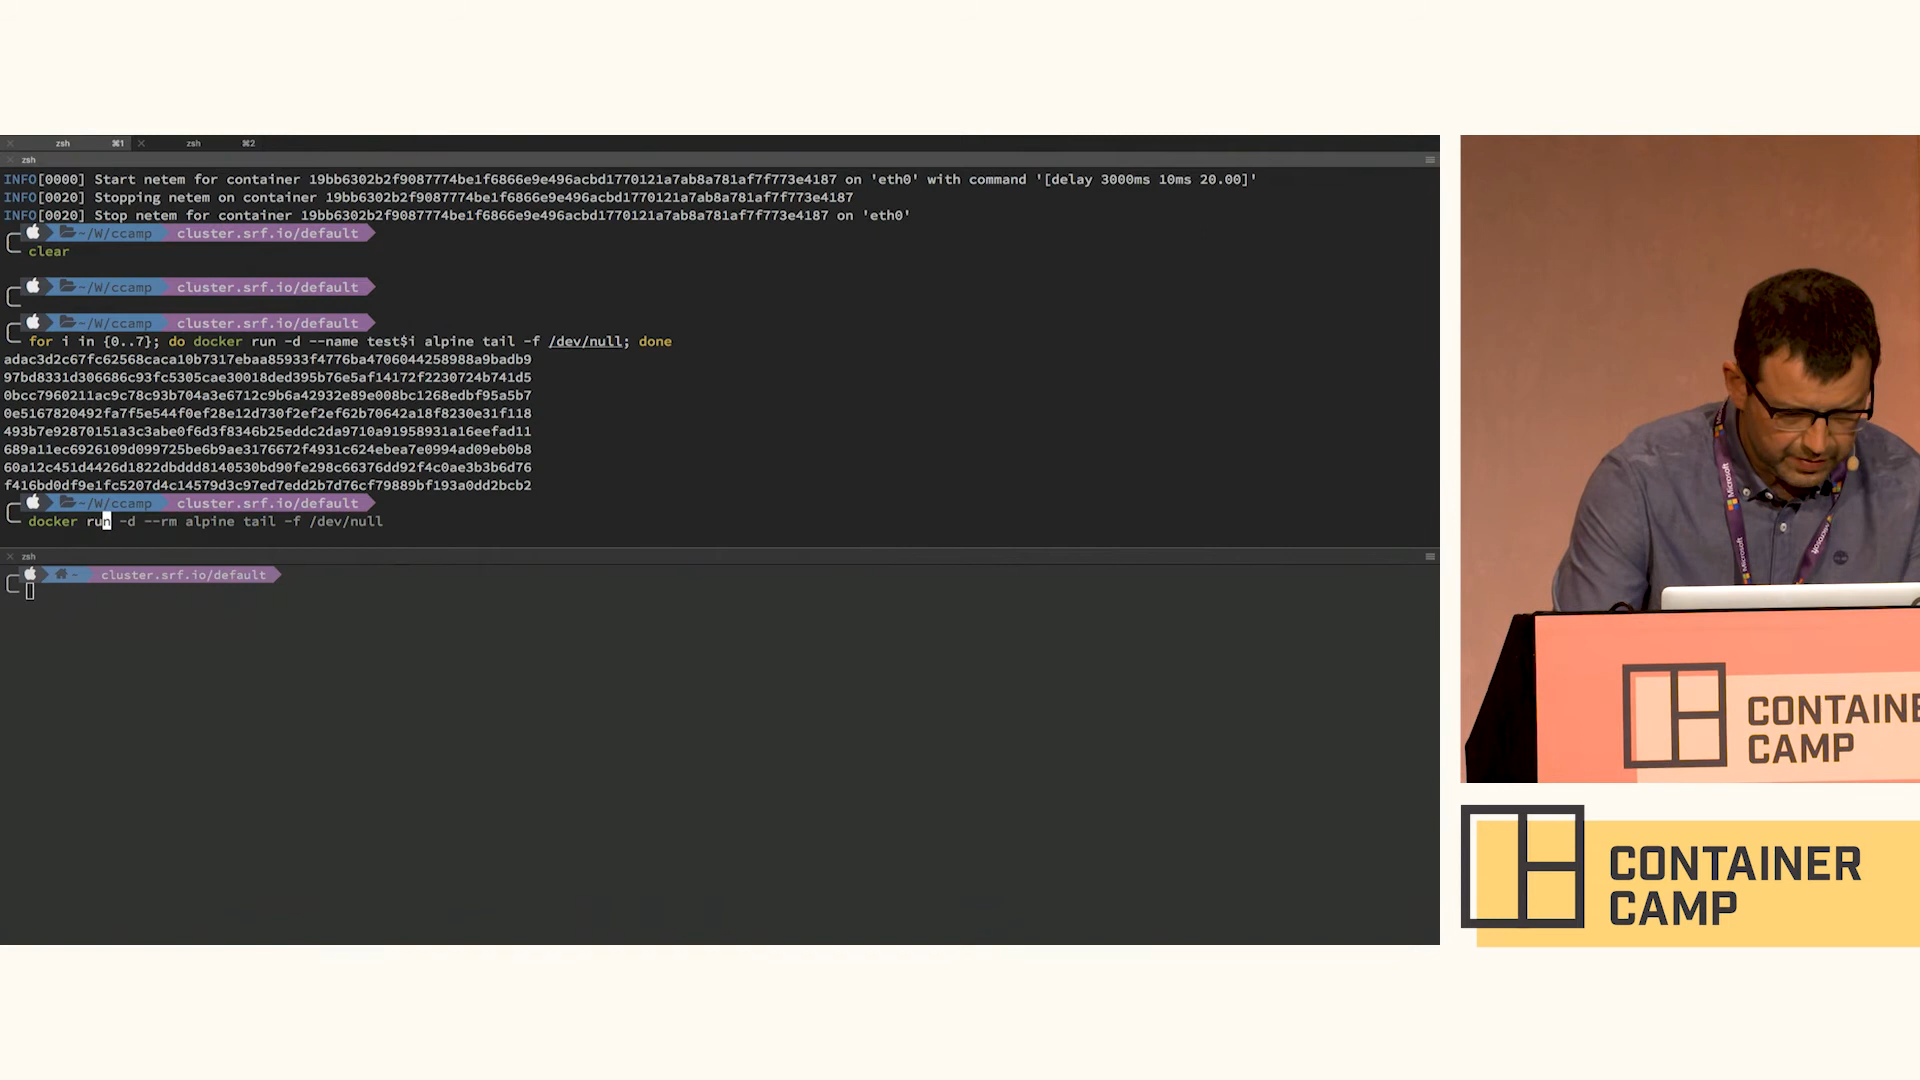 zsh ⌘1 zsh ⌘2
zsh
INFO[0000] Start netem for container 19bb6302b2f9087774be1f6866e9e496acbd1770121a7ab8a781af7f773e4187 on 'eth0' with command '[delay 3000ms 10ms 20.00]'
INFO[0020] Stopping netem on container 19bb6302b2f9087774be1f6866e9e496acbd1770121a7ab8a781af7f773e4187
INFO[0020] Stop netem for container 19bb6302b2f9087774be1f6866e9e496acbd1770121a7ab8a781af7f773e4187 on 'eth0'
~/W/ccamp cluster.srf.io/default
clear
~/W/ccamp cluster.srf.io/default
~/W/ccamp cluster.srf.io/default
for i in {0..7}; do docker run -d --name test$i alpine tail -f /dev/null; done
adac3d2c67fc62568caca10b7317ebaa85933f4776ba4706044258988a9badb9
97bd8331d306686c93fc5305cae30018ded395b76e5af14172f2230724b741d5
0bcc7960211ac9c78c93b704a3e6712c9b6a42932e89e008bc1268edbf95a5b7
0e5167820492fa7f5e544f0ef28e12d730f2ef2ef62b70642a18f8230e31f118
493b7e92870151a3c3abe0f6d3f8346b25eddc2da9710a91958931a16eefad11
689a11ec6926109d099725be6b9ae3176672f4931c624ebea7e0994ad09eb0b8
60a12c451d4426d1822dbddd8140530bd90fe298c66376dd92f4c0ae3b3b6d76
f416bd0df9e1fc5207d4c14579d3c97ed7edd2b7d76cf79889bf193a0dd2bcb2
~/W/ccamp cluster.srf.io/default
docker run -d --rm alpine tail -f /dev/null
zsh
~ cluster.srf.io/default
Microsoft
Microsoft
Microsoft
CONTAINE
CAMP
CONTAINER
CAMP